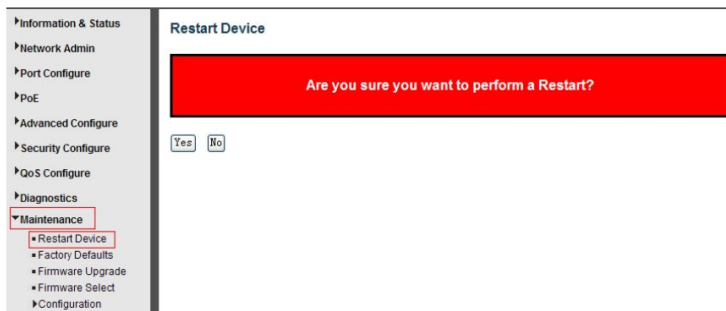 Information & Status
Network Admin
Port Configure
PoE
Advanced Configure
Security Configure
QoS Configure
Diagnostics
Maintenance
Restart Device
Factory Defaults
Firmware Upgrade
Firmware Select
Configuration
Restart Device
Are you sure you want to perform a Restart?
Yes No